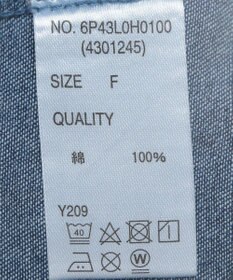 NO. 6P43L0H0100
(4301245)
SIZE F
QUALITY
綿 100%
Y209
40
W